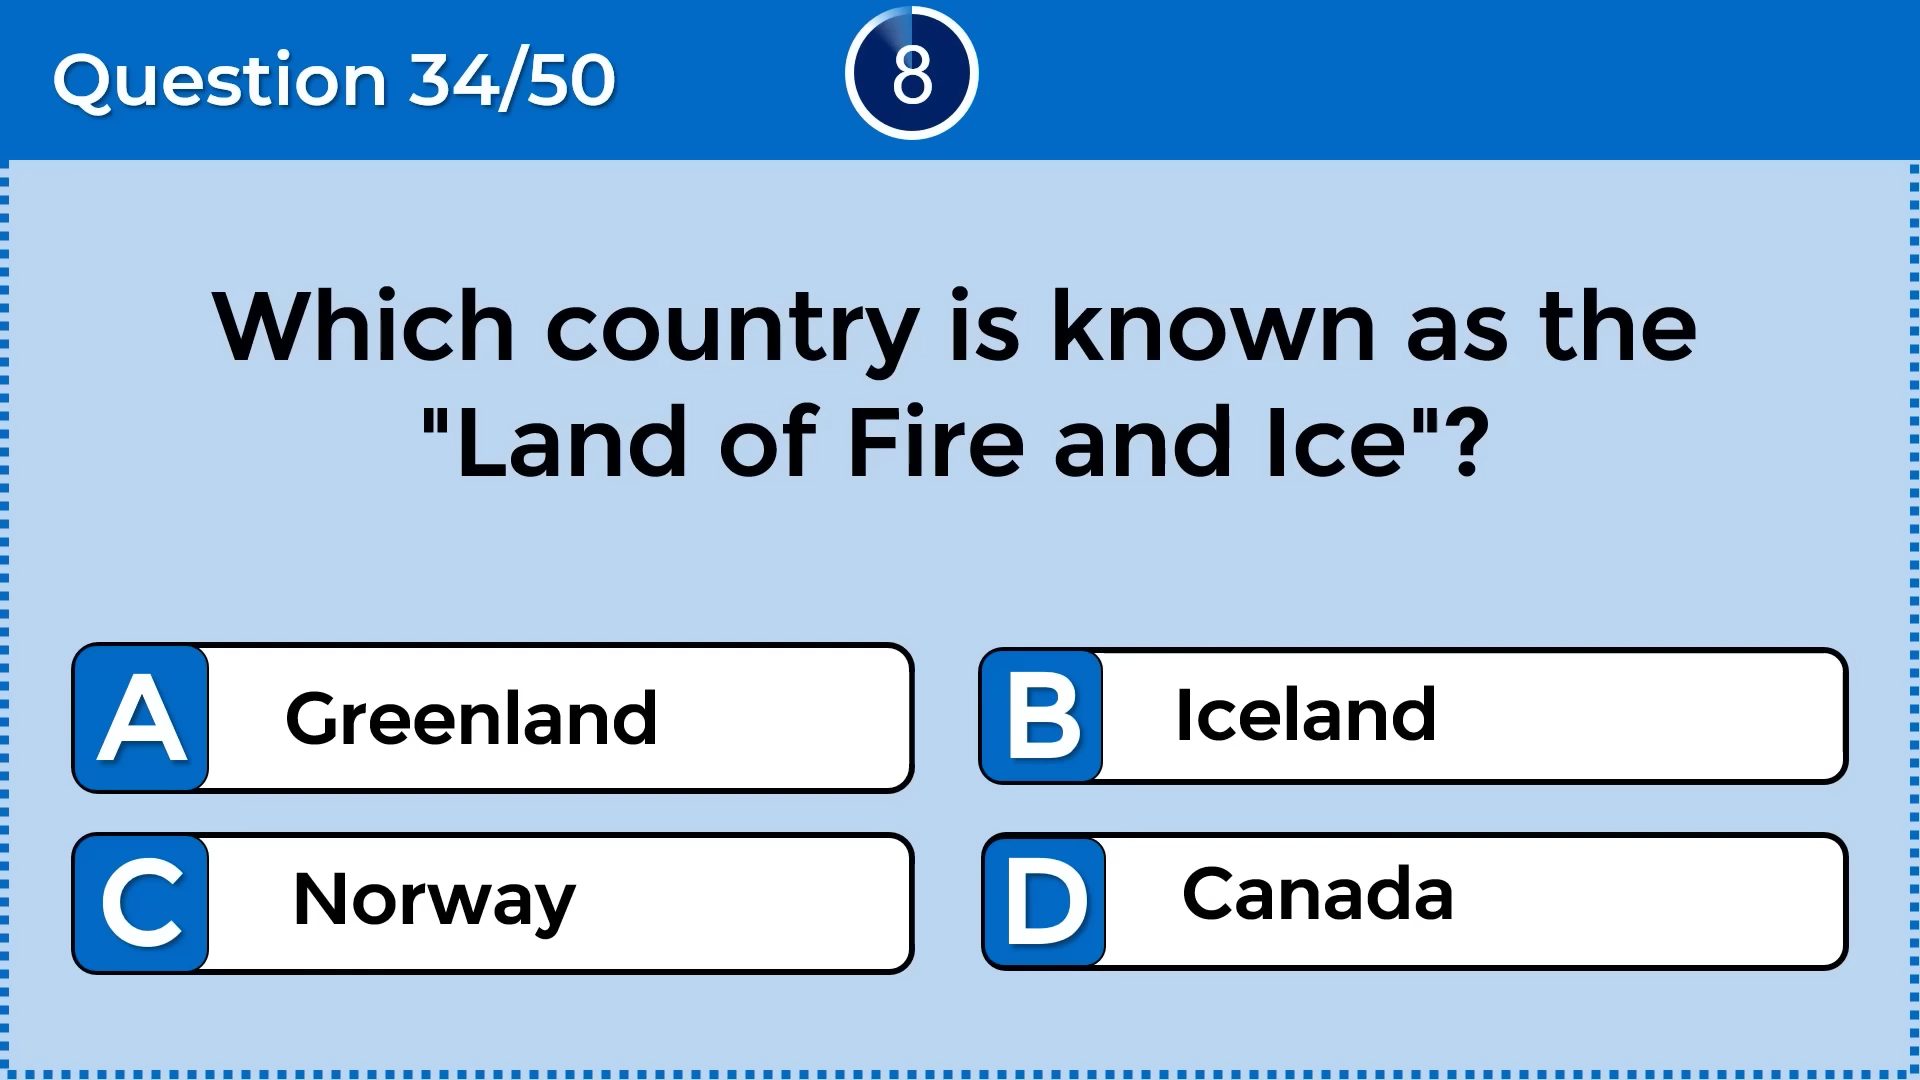 Question 34/50
8
Which country is known as the
"Land of Fire and Ice"?
A Greenland
B Iceland
C Norway
D Canada